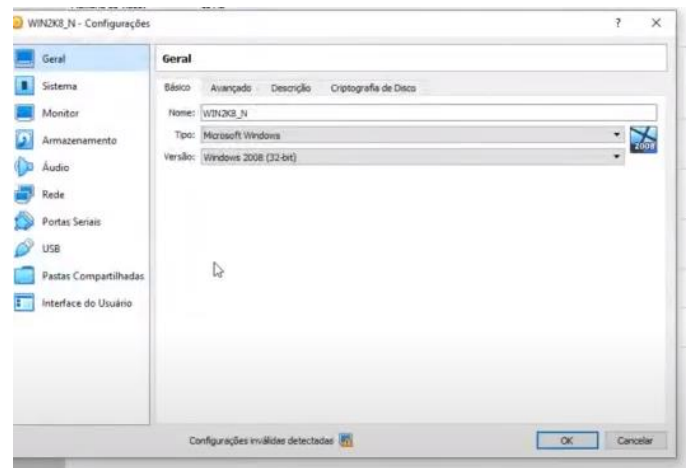 WIN2K8_N - Configurações
?
Geral
Sistema
Monitor
Armazenamento
Áudio
Rede
Portas Seriais
USB
Pastas Compartilhadas
Interface do Usuário
Geral
Básico Avançado Descrição Criptografia de Disco
Nome: WIN2K8_N
Tipo: Microsoft Windows
2008
Versão: Windows 2008 (32-bit)
Configurações inválidas detectadas
OK Cancelar